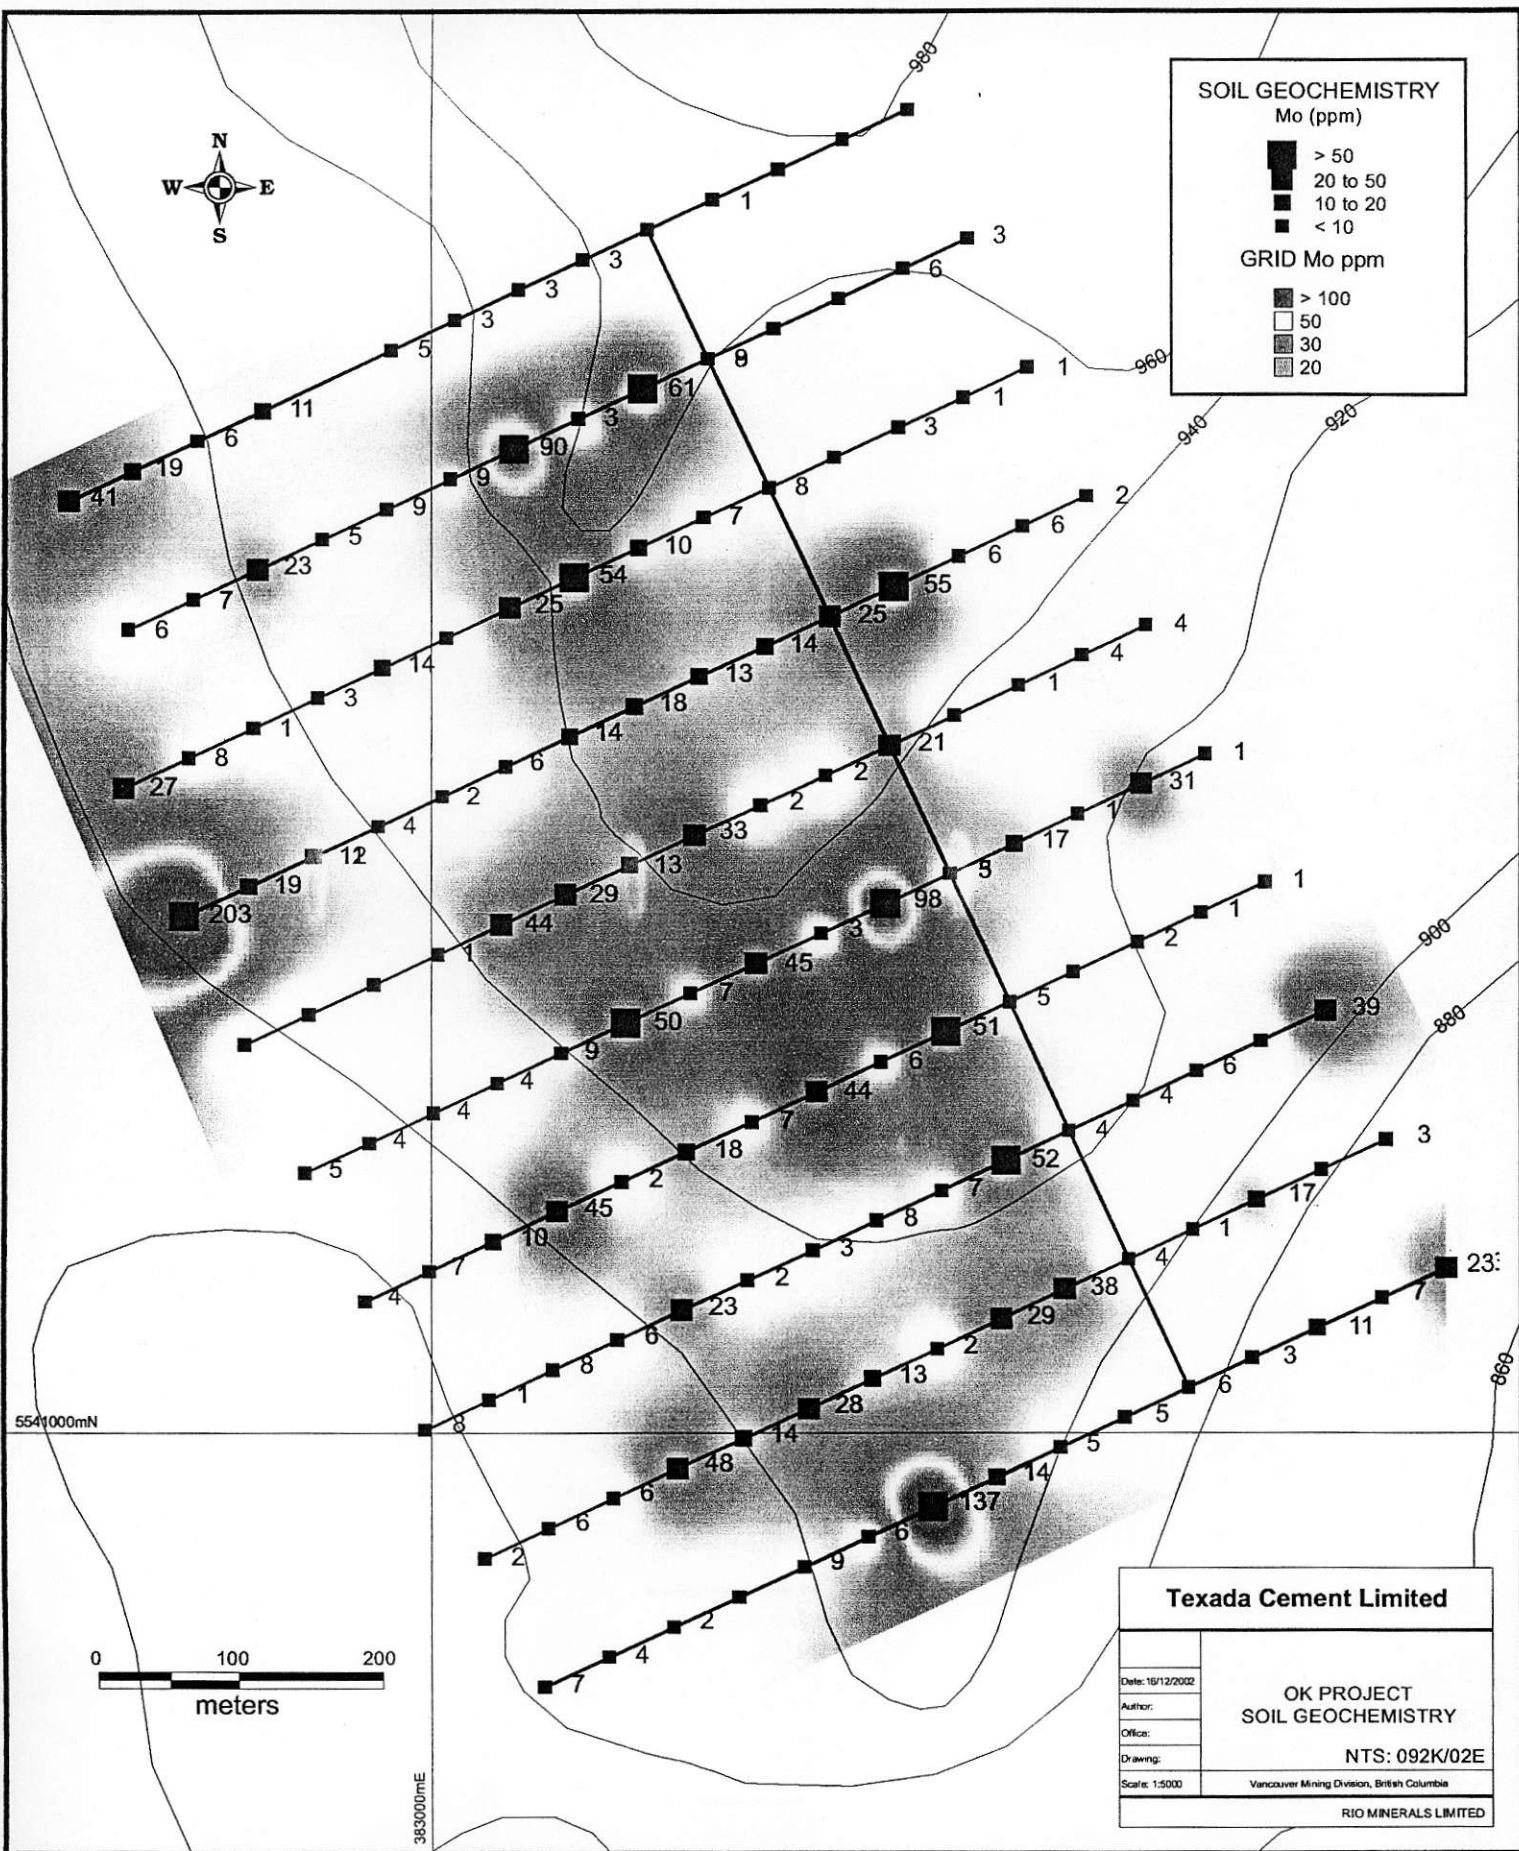 980
SOIL GEOCHEMISTRY
Mo (ppm)
> 50
20 to 50
10 to 20
< 10
GRID Mo ppm
> 100
50
30
20
N
W E
S
960
940
920
900
880
860
41 19 6 11 5 3 3 3 1
6 7 23 5 9 9 90 3 61 6 3
27 8 1 3 14 25 54 10 7 8 3 1 1
203 19 4 2 6 14 18 13 14 25 55 6 6 2
1 44 29 13 33 2 2 21 1 4 4
5 4 4 4 9 50 7 45 3 98 17 1 31 1
4 7 10 45 2 18 7 44 6 51 5 2 1 1
8 1 8 6 23 2 3 8 7 52 4 4 6 39
2 6 6 48 14 28 13 2 29 38 4 1 17 3
7 4 2 9 6 137 14 5 5 6 3 11 7
5541000mN
383000mE
0 100 200
meters
Texada Cement Limited
Date: 16/12/2002
Author:
Office:
Drawing:
Scale: 1:5000
OK PROJECT
SOIL GEOCHEMISTRY
NTS: 092K/02E
Vancouver Mining Division, British Columbia
RIO MINERALS LIMITED